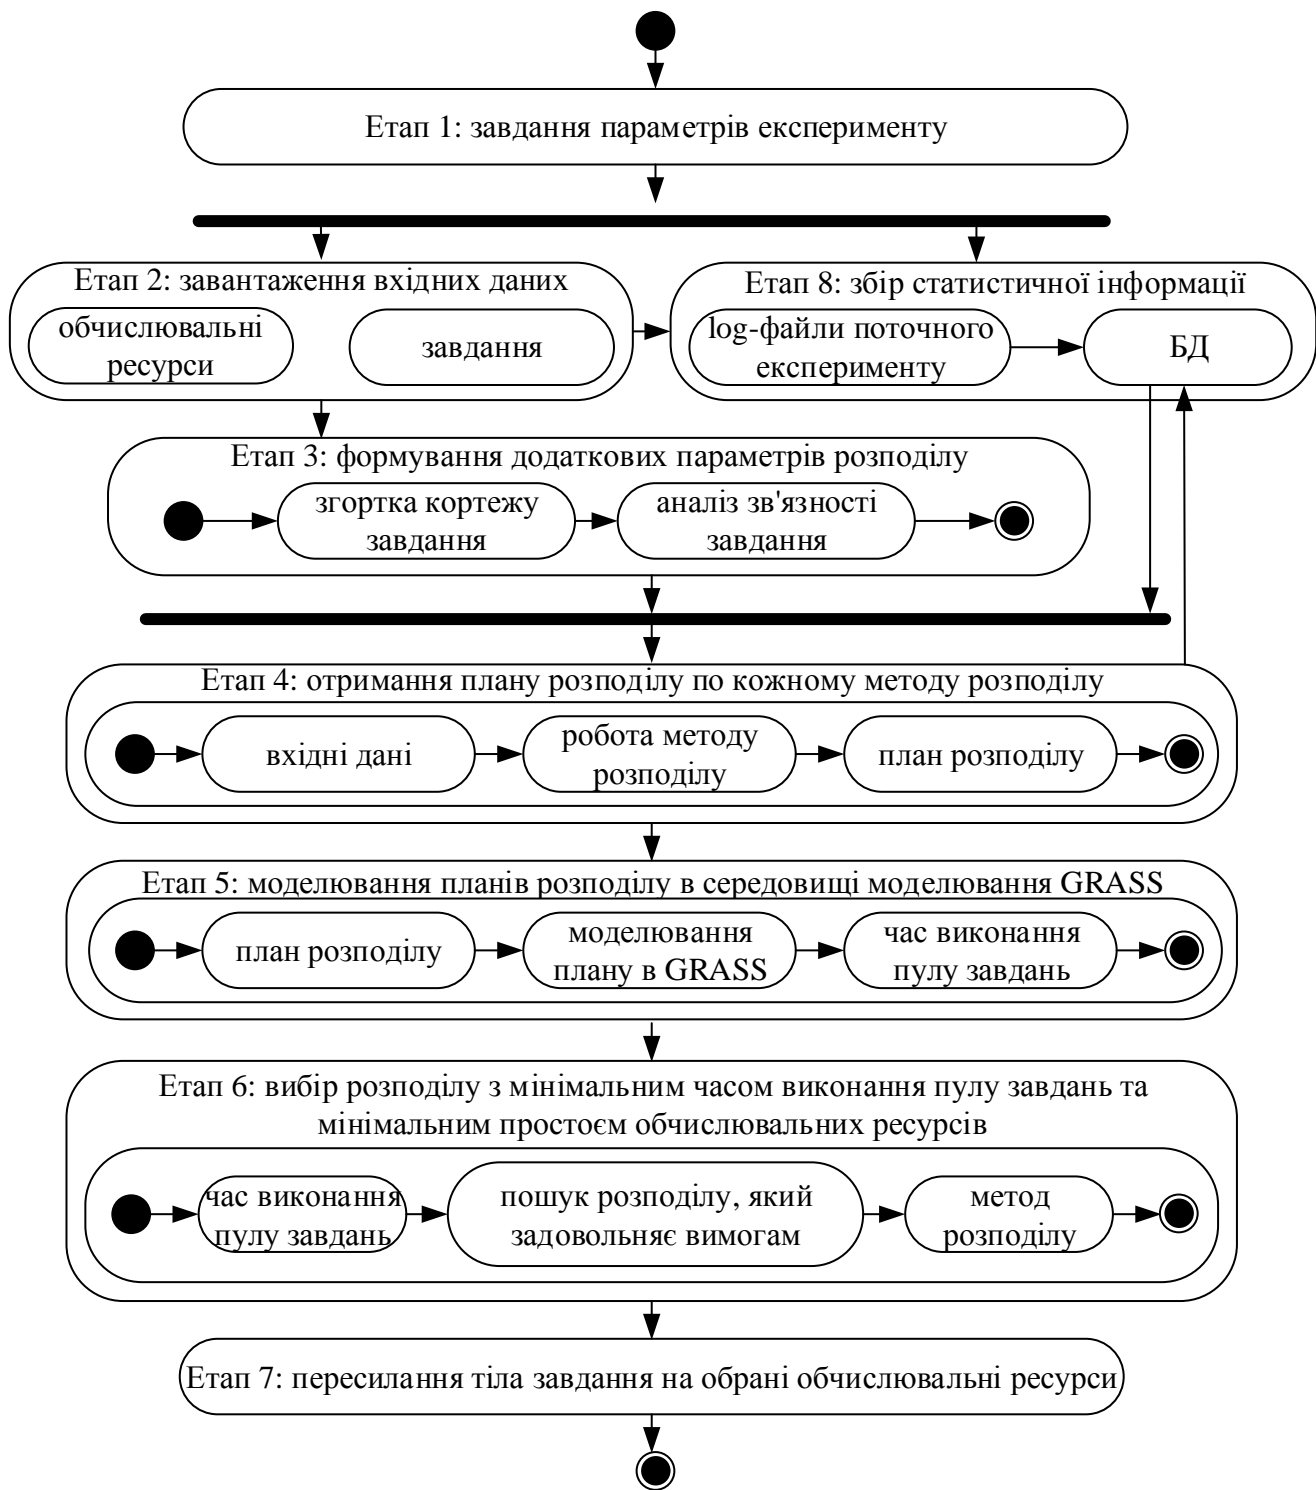 Етап 1: завдання параметрів експерименту
Етап 2: завантаження вхідних даних
обчислювальні
ресурси
завдання
Етап 8: збір статистичної інформації
log-файли поточного
експерименту
БД
Етап 3: формування додаткових параметрів розподілу
згортка кортежу
завдання
аналіз зв'язності
завдання
Етап 4: отримання плану розподілу по кожному методу розподілу
вхідні дані
робота методу
розподілу
план розподілу
Етап 5: моделювання планів розподілу в середовищі моделювання GRASS
план розподілу
моделювання
плану в GRASS
час виконання
пулу завдань
Етап 6: вибір розподілу з мінімальним часом виконання пулу завдань та
мінімальним простоєм обчислювальних ресурсів
час виконання
пулу завдань
пошук розподілу, який
задовольняє вимогам
метод
розподілу
Етап 7: пересилання тіла завдання на обрані обчислювальні ресурси